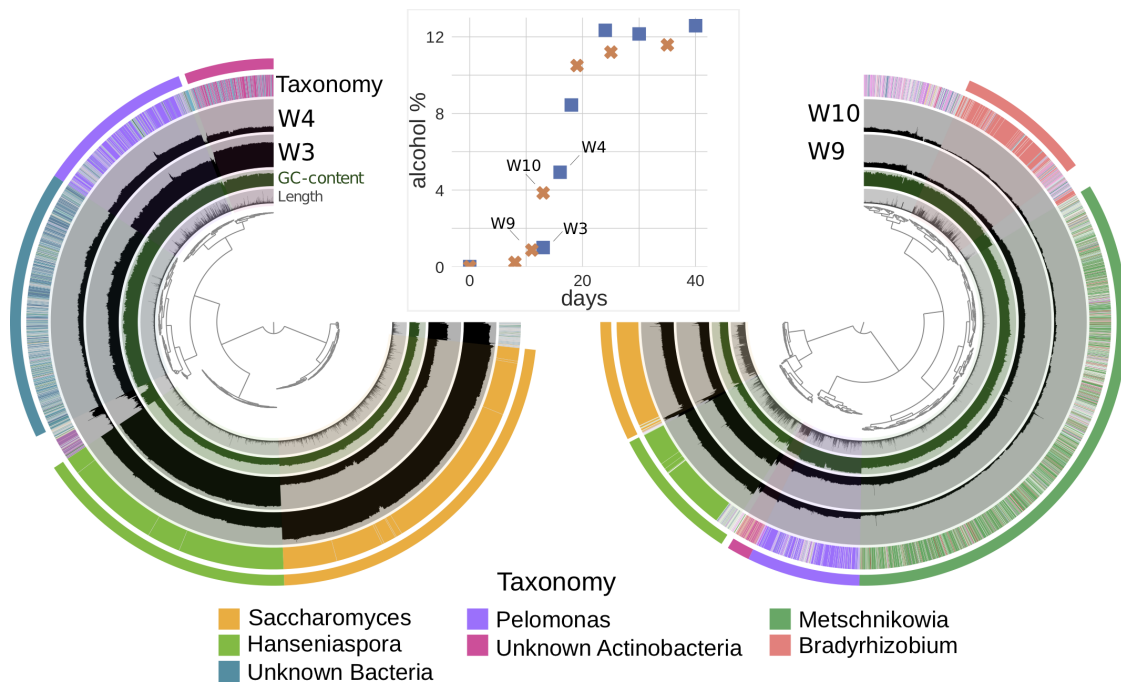 Taxonomy
W4
W3
GC-content
Length
12
8
4
0
alcohol %
W10
W4
W9
W3
0
20
40
days
W10
W9
Taxonomy
Saccharomyces
Hanseniaspora
Unknown Bacteria
Pelomonas
Unknown Actinobacteria
Metschnikowia
Bradyrhizobium